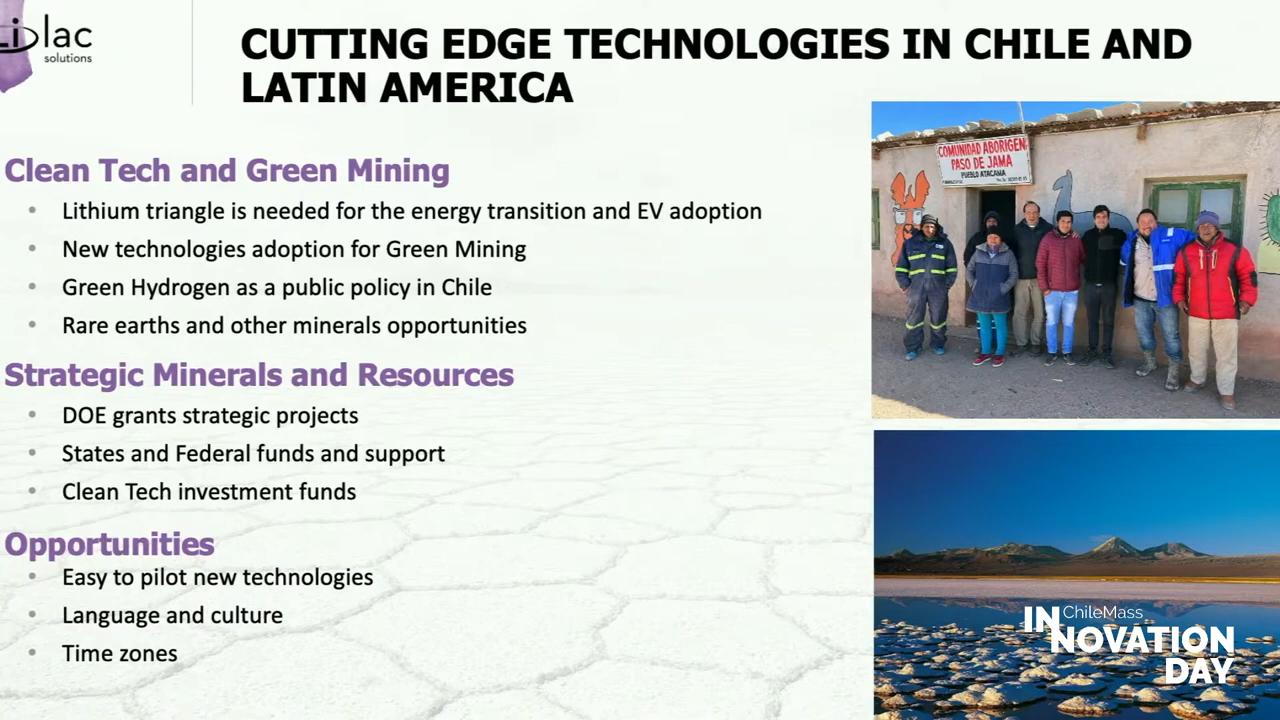 Lilac
solutions
CUTTING EDGE TECHNOLOGIES IN CHILE AND
LATIN AMERICA
Clean Tech and Green Mining
• Lithium triangle is needed for the energy transition and EV adoption
• New technologies adoption for Green Mining
• Green Hydrogen as a public policy in Chile
• Rare earths and other minerals opportunities
Strategic Minerals and Resources
• DOE grants strategic projects
• States and Federal funds and support
• Clean Tech investment funds
Opportunities
• Easy to pilot new technologies
• Language and culture
• Time zones
COMUNIDAD ABORIGEN
PASO DE JAMA
PUEBLO ATACAMA
ChileMass
INNOVATION
DAY